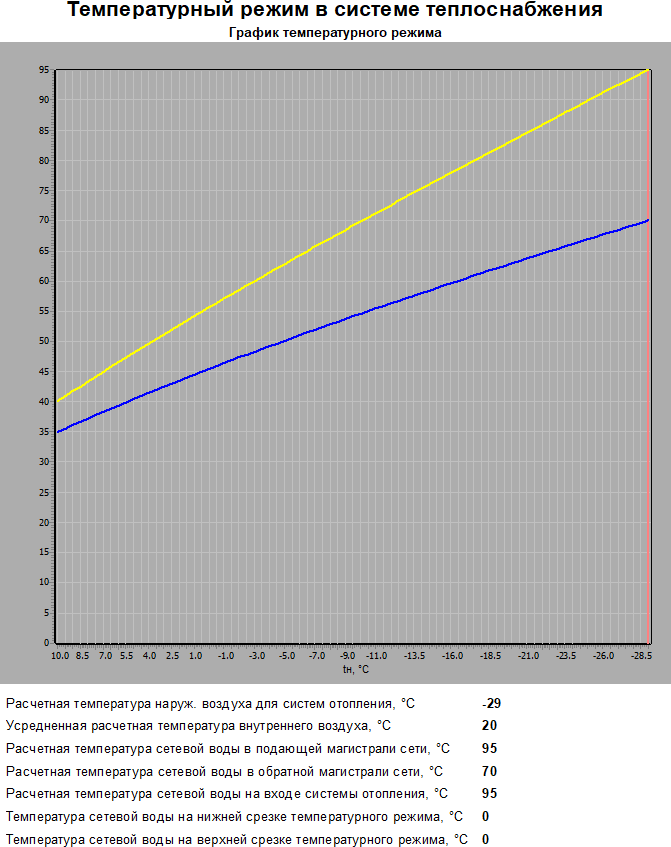 Температурный режим в системе теплоснабжения
График температурного режима
95
90
85
80
75
70
65
60
55
50
45
40
35
30
25
20
15
10
5
0
10.0 8.5 7.0 5.5 4.0 2.5 1.0 -1.0 -3.0 -5.0 -7.0 -9.0 -11.0 -13.5 -16.0 -18.5 -21.0 -23.5 -26.0 -28.5
tн, °C
Расчетная температура наруж. воздуха для систем отопления, °C -29
Усредненная расчетная температура внутреннего воздуха, °C 20
Расчетная температура сетевой воды в подающей магистрали сети, °C 95
Расчетная температура сетевой воды в обратной магистрали сети, °C 70
Расчетная температура сетевой воды на входе системы отопления, °C 95
Температура сетевой воды на нижней срезке температурного режима, °C 0
Температура сетевой воды на верхней срезке температурного режима, °C 0